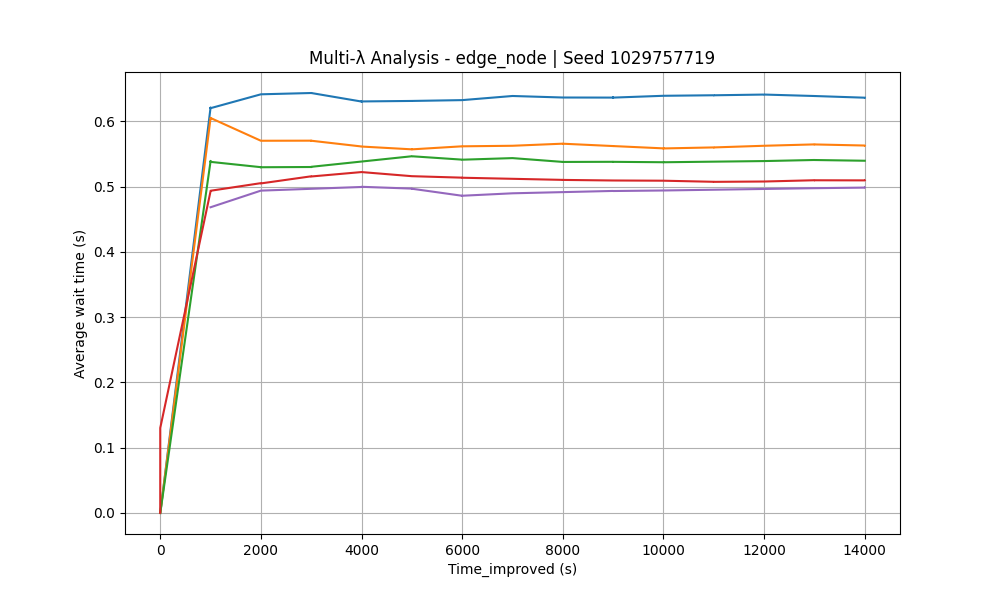 Multi-λ Analysis - edge_node | Seed 1029757719
Average wait time (s)
0.6
0.5
0.4
0.3
0.2
0.1
0.0
0 2000 4000 6000 8000 10000 12000 14000
Time_improved (s)